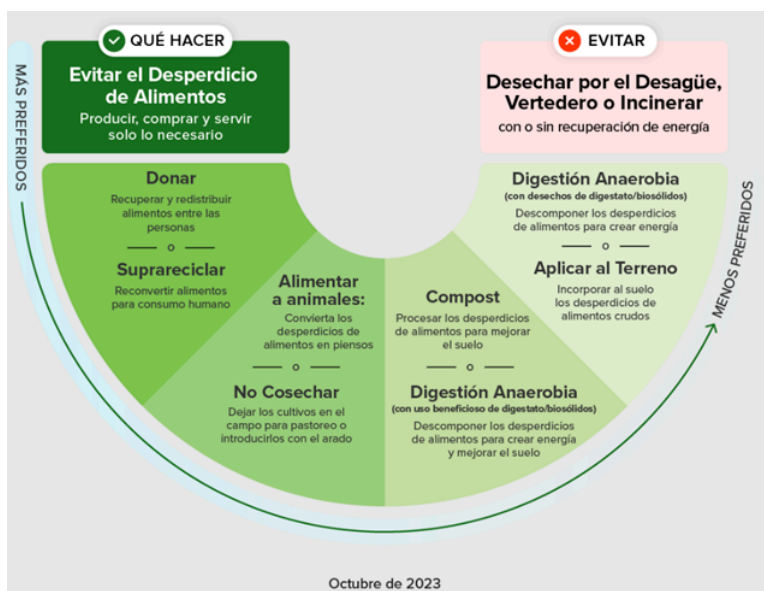 QUÉ HACER
Evitar el Desperdicio
de Alimentos
Producir, comprar y servir
solo lo necesario
EVITAR
Desechar por el Desagüe,
Vertedero o Incinerar
con o sin recuperación de energía
MÁS PREFERIDOS
Donar
Recuperar y redistribuir
alimentos entre las
personas
o
Suprareciclar
Reconvertir alimentos
para consumo humano
Alimentar
a animales:
Convierta los
desperdicios de
alimentos en piensos
o
No Cosechar
Dejar los cultivos en el
campo para pastoreo o
introducirlos con el arado
Compost
Procesar los desperdicios
de alimentos para mejorar
el suelo
o
Digestión Anaerobia
(con uso beneficioso de digestato/biosólidos)
Descomponer los desperdicios
de alimentos para crear energía
y mejorar el suelo
Digestión Anaerobia
(con desechos de digestato/biosólidos)
Descomponer los desperdicios
de alimentos para crear energía
o
Aplicar al Terreno
Incorporar al suelo
los desperdicios de
alimentos crudos
MENOS PREFERIDOS
Octubre de 2023